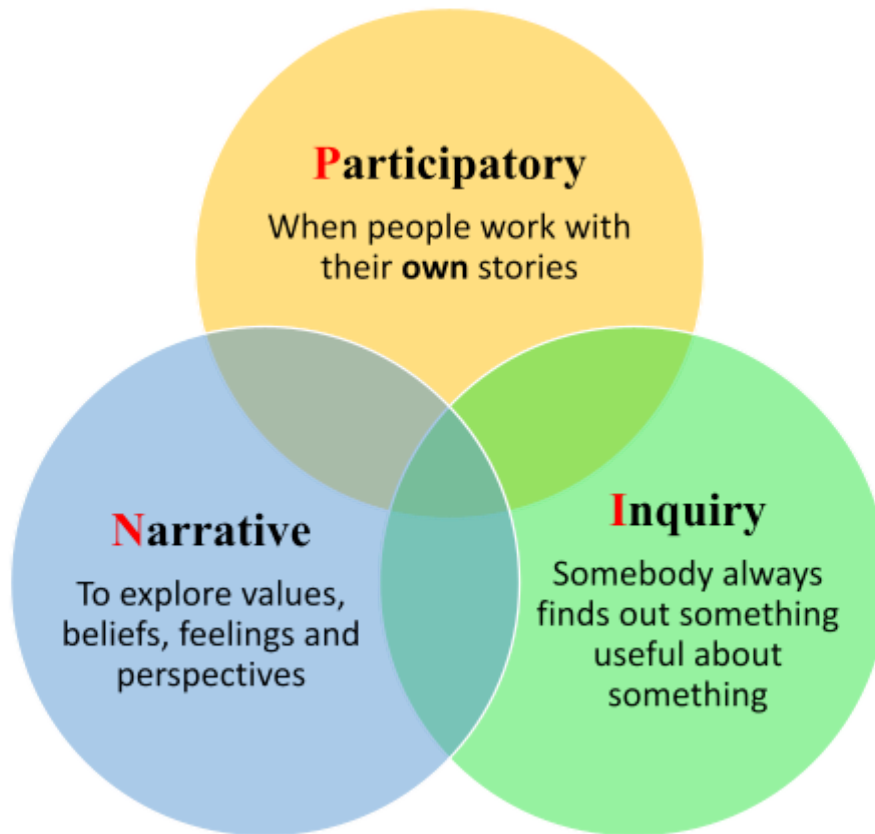 Participatory
When people work with
their own stories
Narrative
To explore values,
beliefs, feelings and
perspectives
Inquiry
Somebody always
finds out something
useful about
something